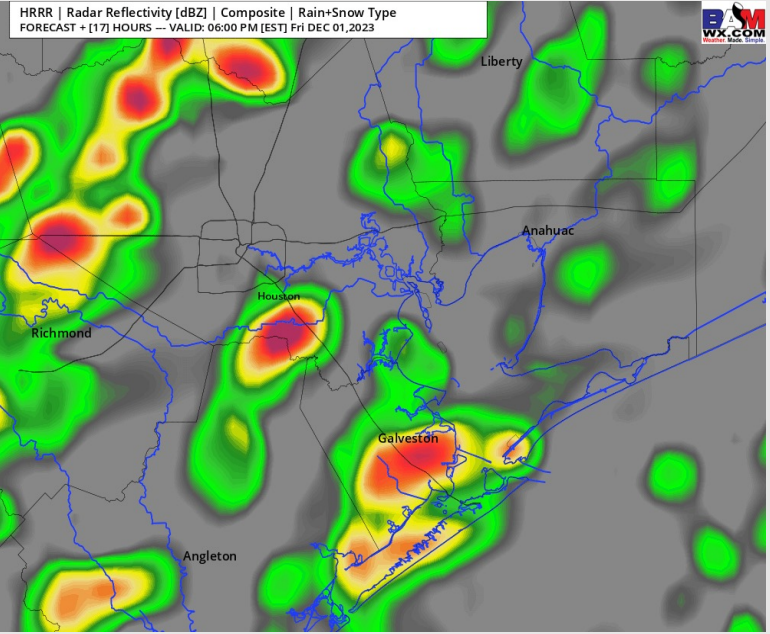 HRRR | Radar Reflectivity [dBZ] | Composite | Rain+Snow Type
FORECAST + [17] HOURS --- VALID: 06:00 PM [EST] Fri DEC 01,2023
BAM
WX.COM
Weather. Made. Simple.
Liberty
Anahuac
Houston
Richmond
Galveston
Angleton